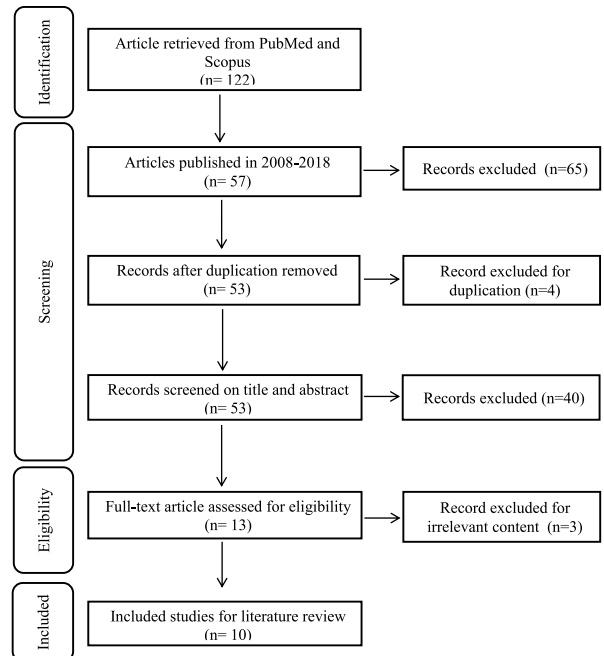 Identification
Article retrieved from PubMed and
Scopus
(n= 122)
Screening
Articles published in 2008-2018
(n= 57)
Records excluded (n=65)
Records after duplication removed
(n= 53)
Record excluded for
duplication (n=4)
Records screened on title and abstract
(n= 53)
Records excluded (n=40)
Eligibility
Full-text article assessed for eligibility
(n= 13)
Record excluded for
irrelevant content (n=3)
Included
Included studies for literature review
(n= 10)